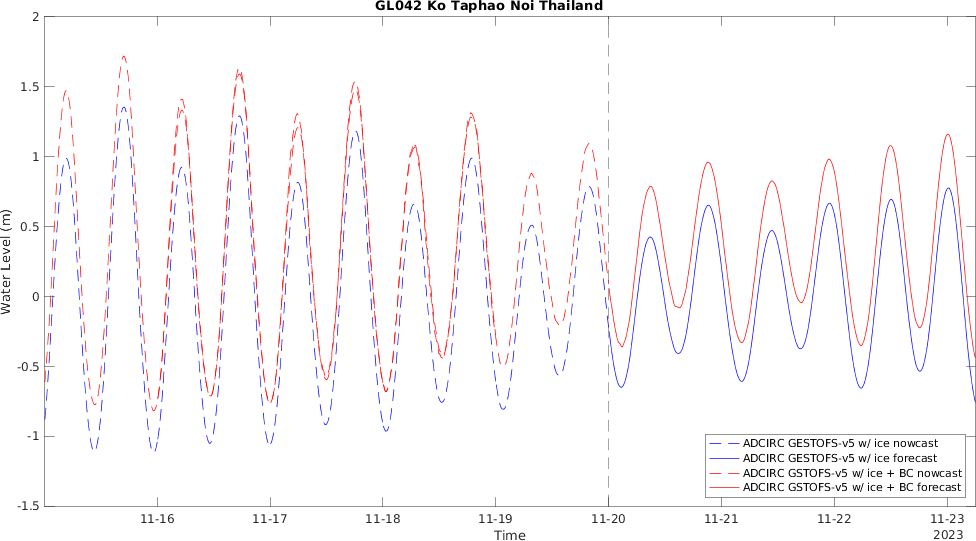 GL042 Ko Taphao Noi Thailand
2
1.5
1
0.5
0
-0.5
-1
-1.5
Water Level (m)
11-16 11-17 11-18 11-19 11-20 11-21 11-22 11-23
Time
2023
ADCIRC GESTOFS-v5 w/ ice nowcast
ADCIRC GESTOFS-v5 w/ ice forecast
ADCIRC GSTOFS-v5 w/ ice + BC nowcast
ADCIRC GSTOFS-v5 w/ ice + BC forecast